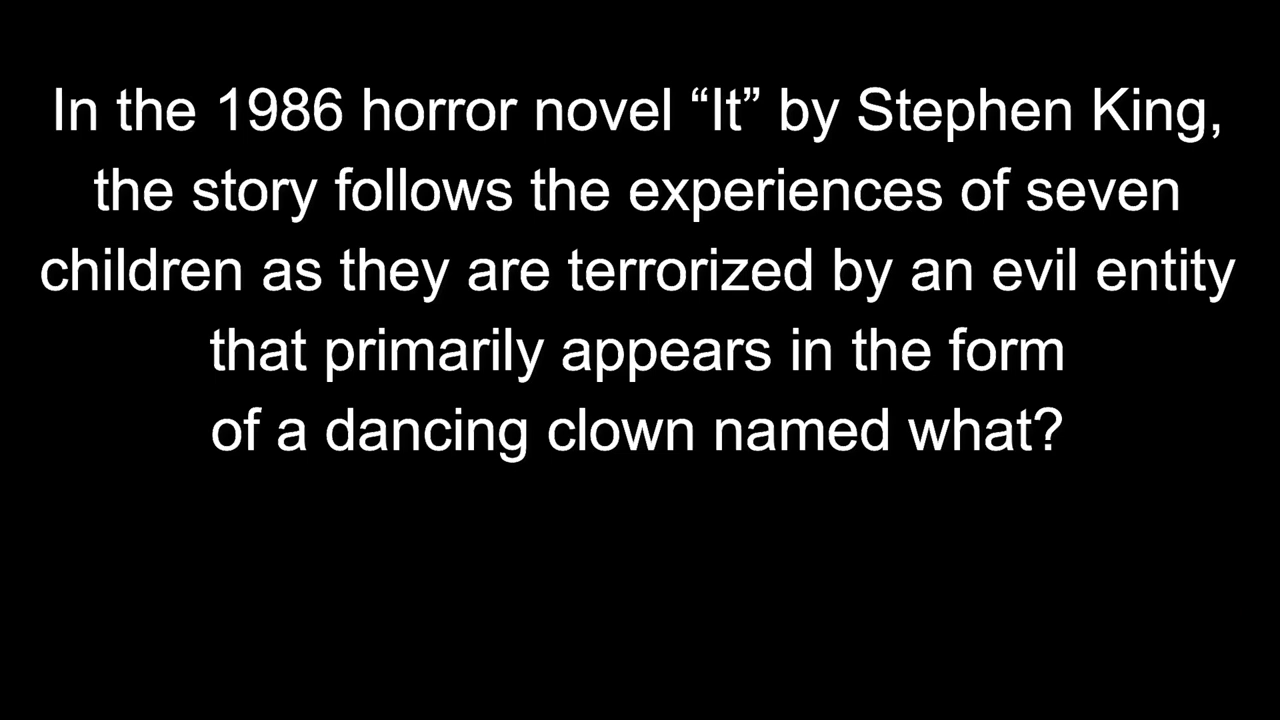 In the 1986 horror novel “It” by Stephen King,
the story follows the experiences of seven
children as they are terrorized by an evil entity
that primarily appears in the form
of a dancing clown named what?